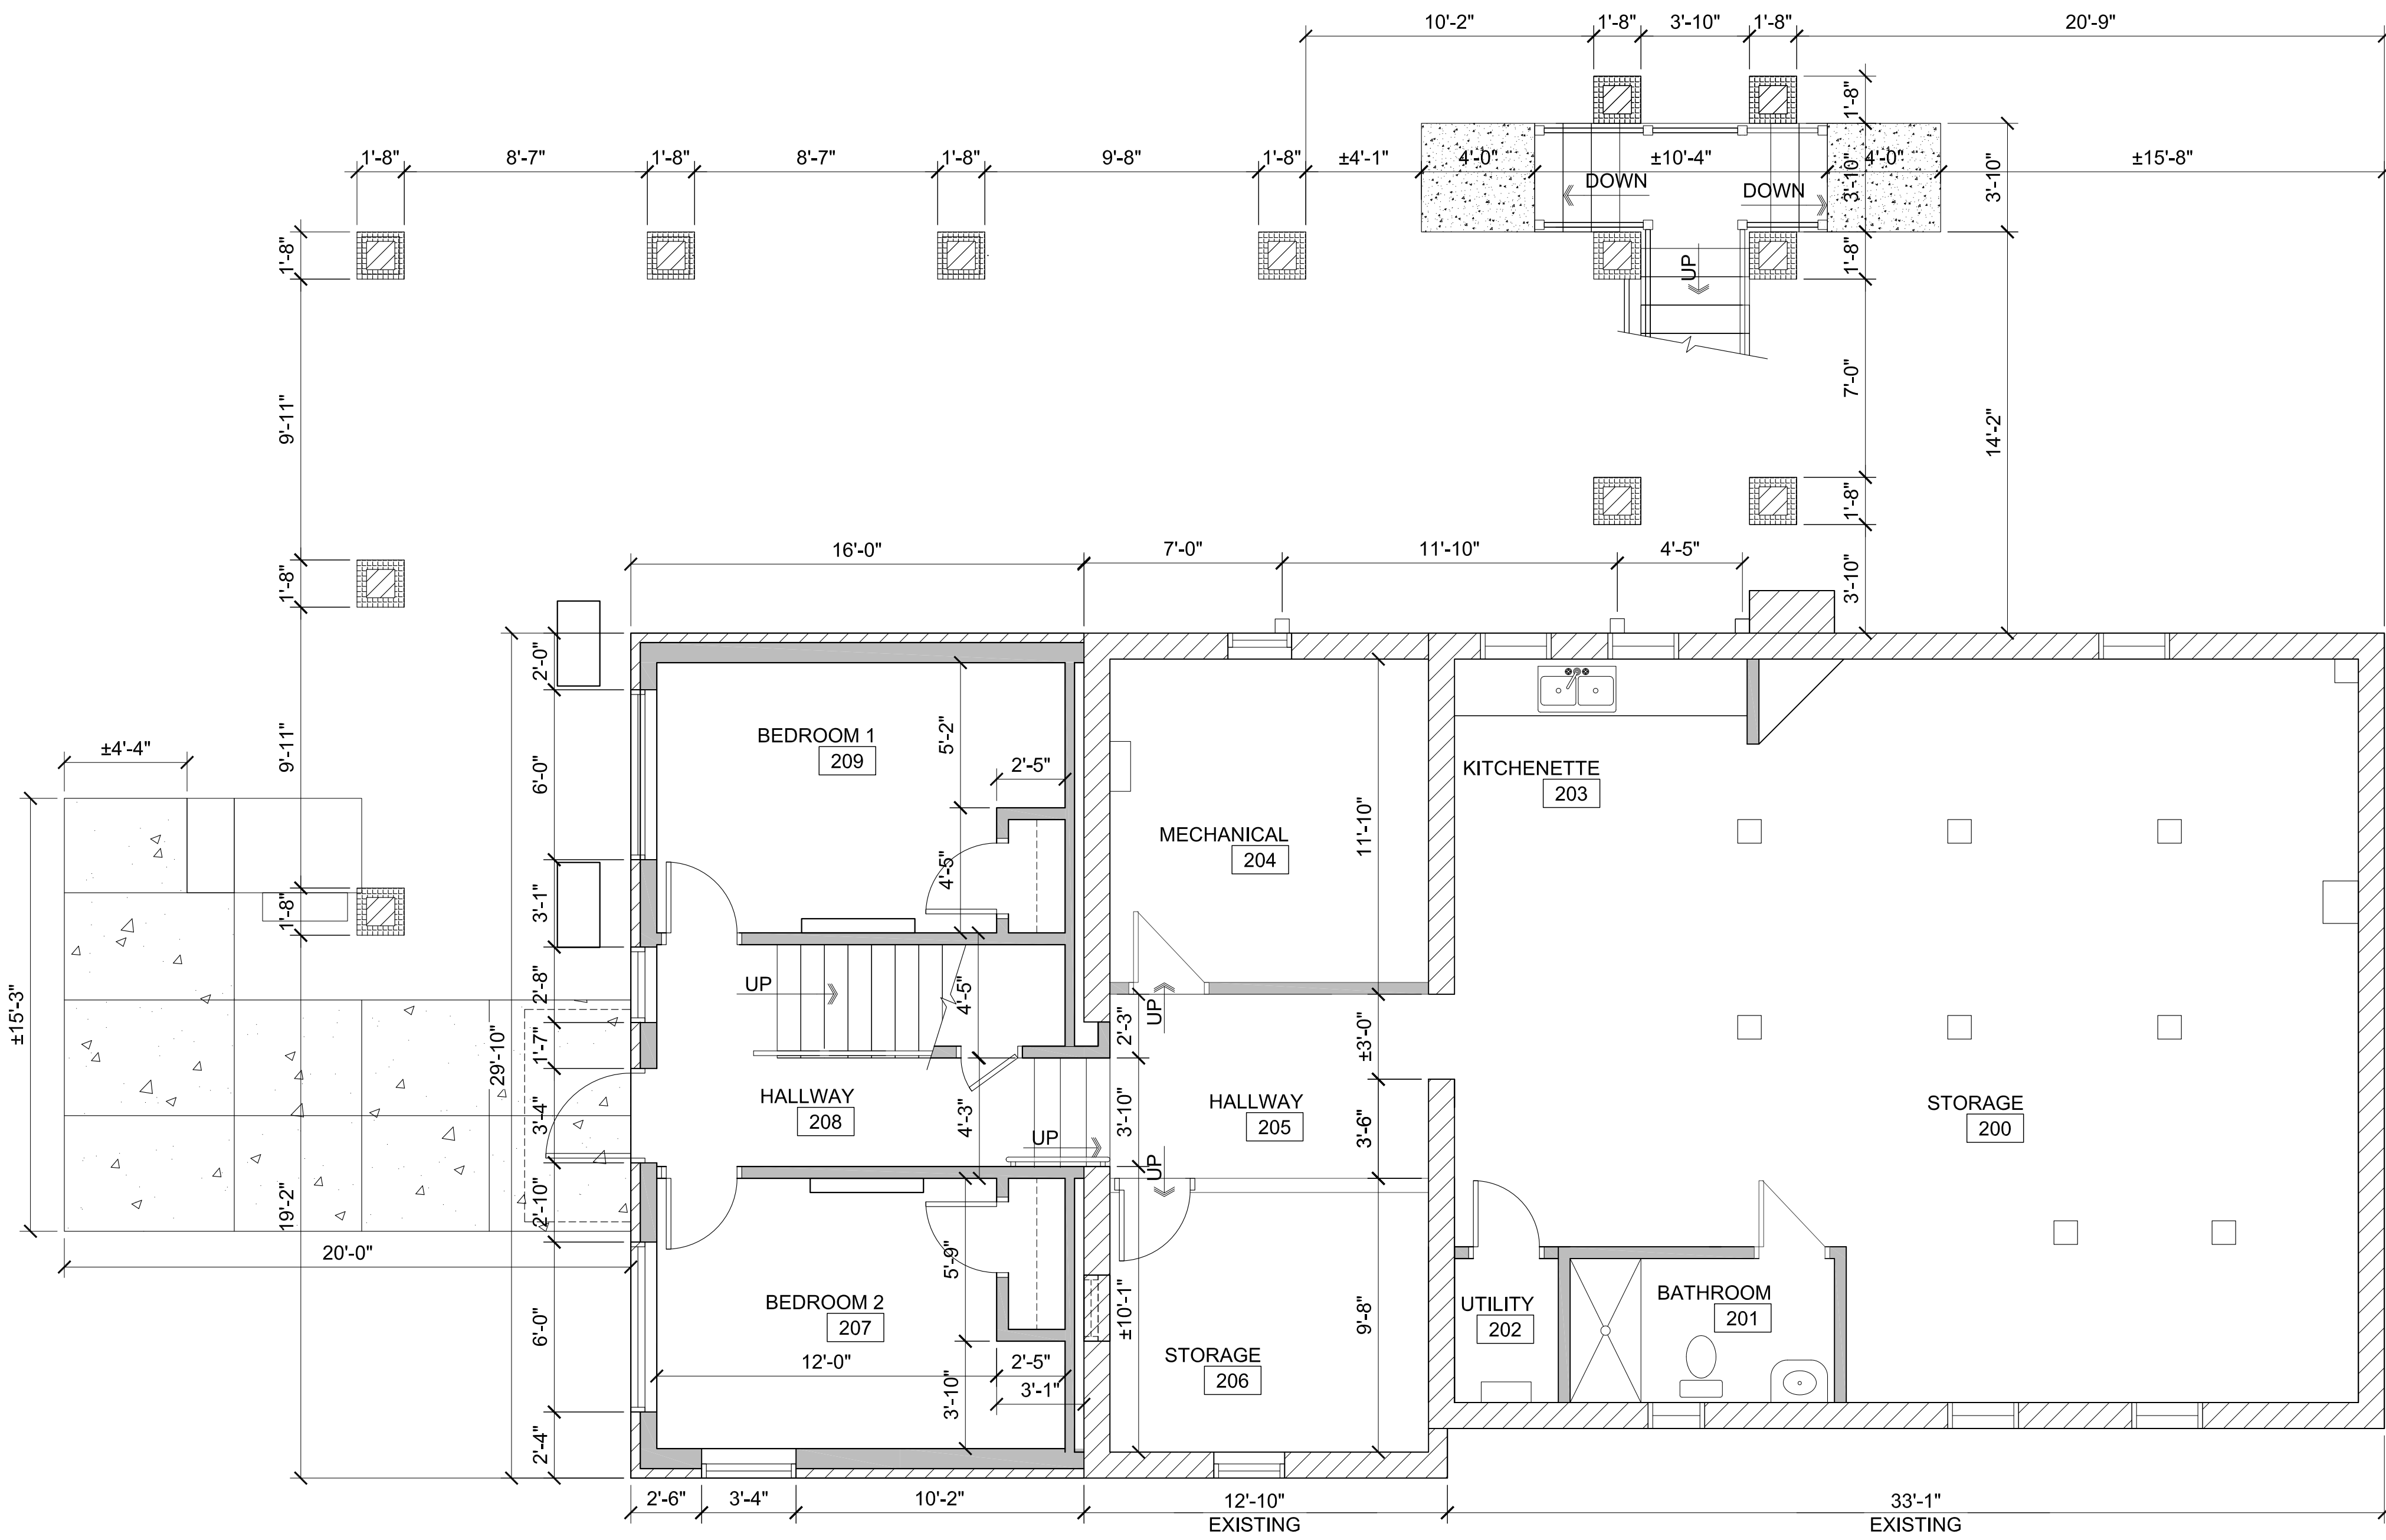 10'-2" 1'-8" 3'-10" 1'-8" 20'-9"
1'-8"
1'-8" 8'-7" 1'-8" 8'-7" 1'-8" 9'-8" 1'-8" ±4'-1" 4'-0" ±10'-4" 4'-0" ±15'-8"
DOWN DOWN
3'-10" 3'-10"
1'-8" 1'-8"
UP
7'-0"
9'-11"
14'-2"
1'-8"
16'-0" 7'-0" 11'-10" 4'-5"
1'-8" 3'-10"
2'-0"
BEDROOM 1
209
5'-2"
9'-11"
±4'-4"
2'-5"
6'-0"
KITCHENETTE
203
MECHANICAL
204
11'-10"
4'-5"
1'-8"
3'-1"
UP
2'-8"
4'-5"
UP
2'-3"
±15'-3"
29'-10"
1'-7"
±3'-0"
HALLWAY
208
HALLWAY
205
STORAGE
200
3'-4"
4'-3"
3'-10"
3'-6"
UP
UP
19'-2"
2'-10"
20'-0"
5'-9"
BEDROOM 2
207
UTILITY
202
BATHROOM
201
6'-0"
±10'-1"
9'-8"
STORAGE
206
12'-0" 2'-5"
3'-1"
3'-10"
2'-4"
2'-6" 3'-4" 10'-2" 12'-10" 33'-1"
EXISTING EXISTING